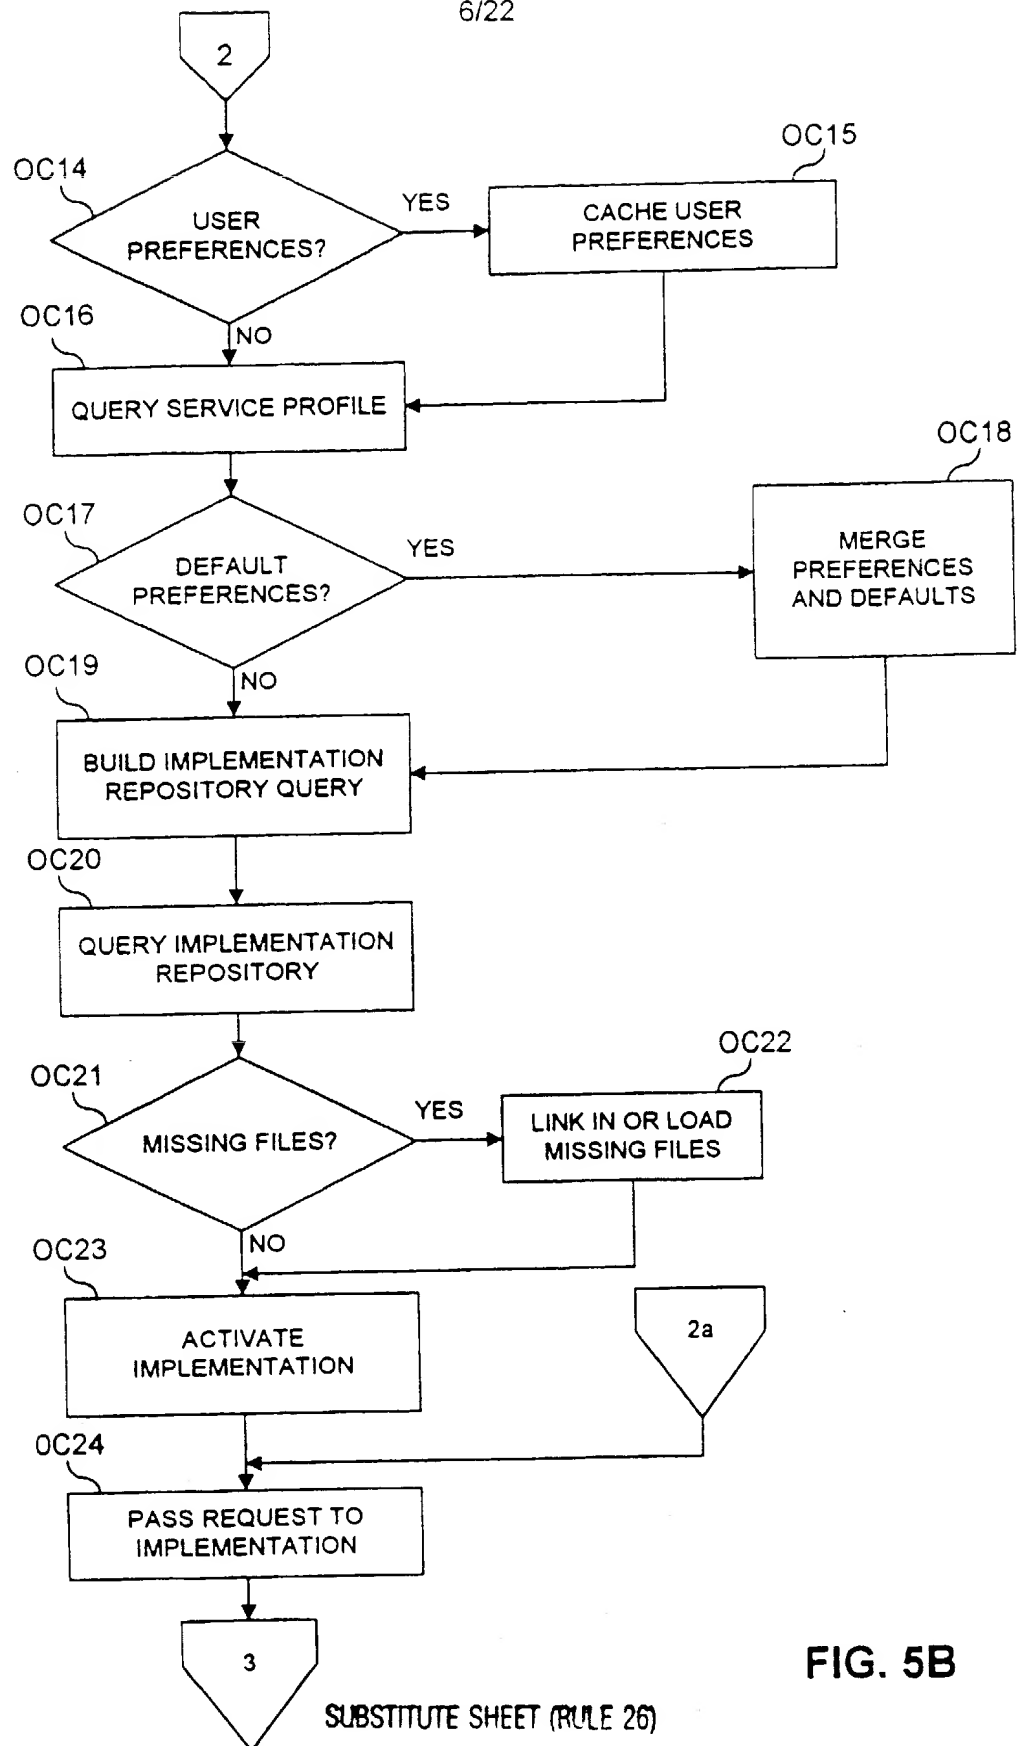 6/22
2
OC14
USER
PREFERENCES?
YES
OC15
CACHE USER
PREFERENCES
NO
OC16
QUERY SERVICE PROFILE
OC17
DEFAULT
PREFERENCES?
YES
OC18
MERGE
PREFERENCES
AND DEFAULTS
NO
OC19
BUILD IMPLEMENTATION
REPOSITORY QUERY
OC20
QUERY IMPLEMENTATION
REPOSITORY
OC21
MISSING FILES?
YES
OC22
LINK IN OR LOAD
MISSING FILES
NO
OC23
ACTIVATE
IMPLEMENTATION
2a
OC24
PASS REQUEST TO
IMPLEMENTATION
3
FIG. 5B
SUBSTITUTE SHEET (RULE 26)